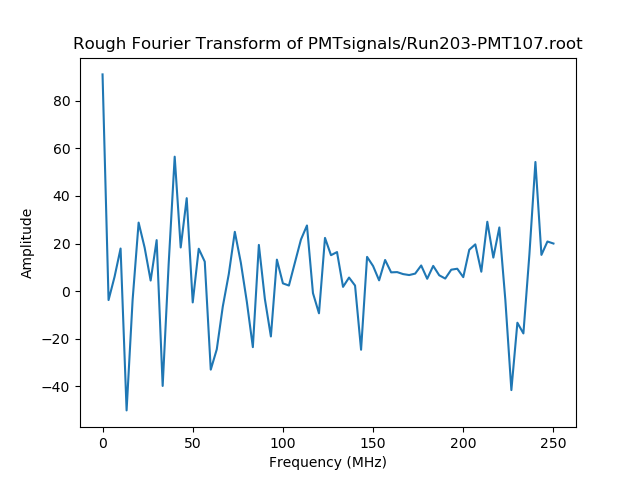 Rough Fourier Transform of PMTsignals/Run203-PMT107.root
80
60
40
20
0
−20
−40
Amplitude
0 50 100 150 200 250
Frequency (MHz)